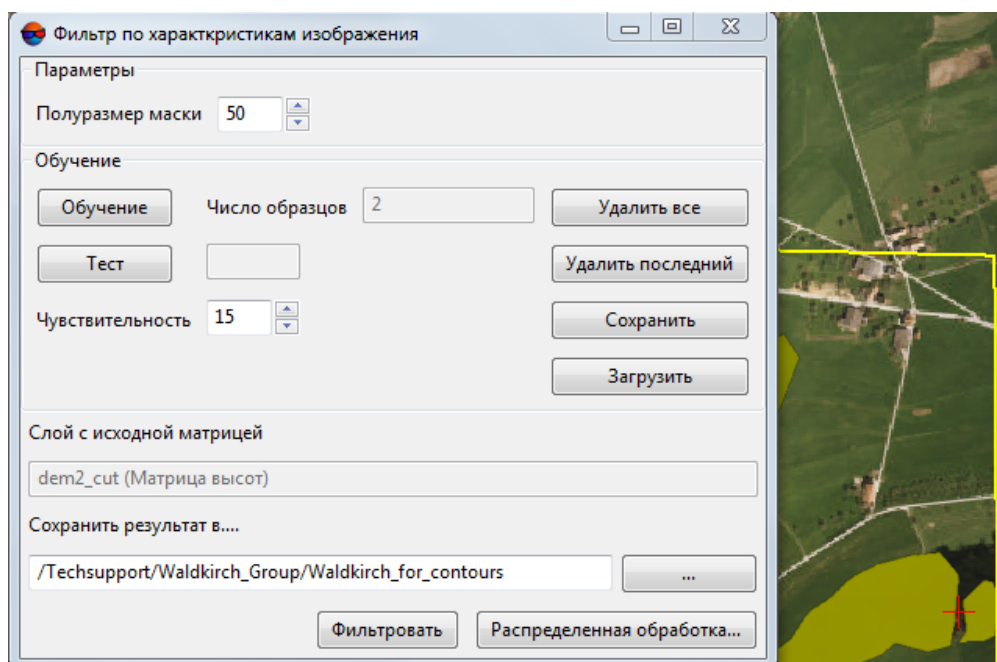 Фильтр по характкристикам изображения
Параметры
Полуразмер маски 50
Обучение
Обучение Число образцов 2 Удалить все
Тест Удалить последний
Чувствительность 15 Сохранить
Загрузить
Слой с исходной матрицей
dem2_cut (Матрица высот)
Сохранить результат в....
/Techsupport/Waldkirch_Group/Waldkirch_for_contours ...
Фильтровать Распределенная обработка...